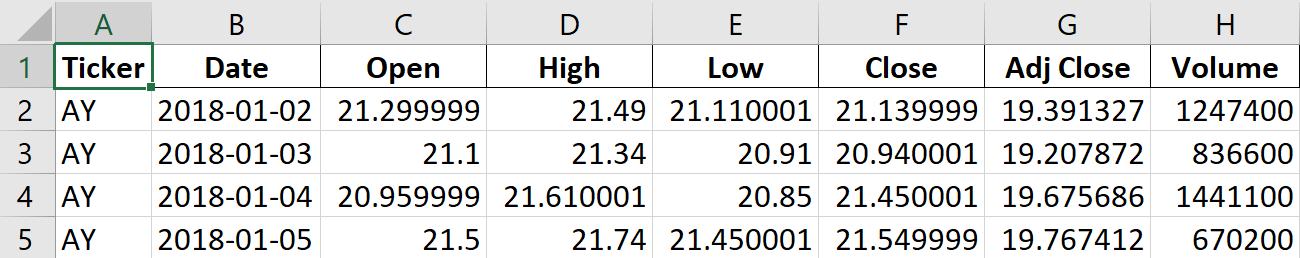 A B C D E F G H
1 Ticker Date Open High Low Close Adj Close Volume
2 AY 2018-01-02 21.299999 21.49 21.110001 21.139999 19.391327 1247400
3 AY 2018-01-03 21.1 21.34 20.91 20.940001 19.207872 836600
4 AY 2018-01-04 20.959999 21.610001 20.85 21.450001 19.675686 1441100
5 AY 2018-01-05 21.5 21.74 21.450001 21.549999 19.767412 670200